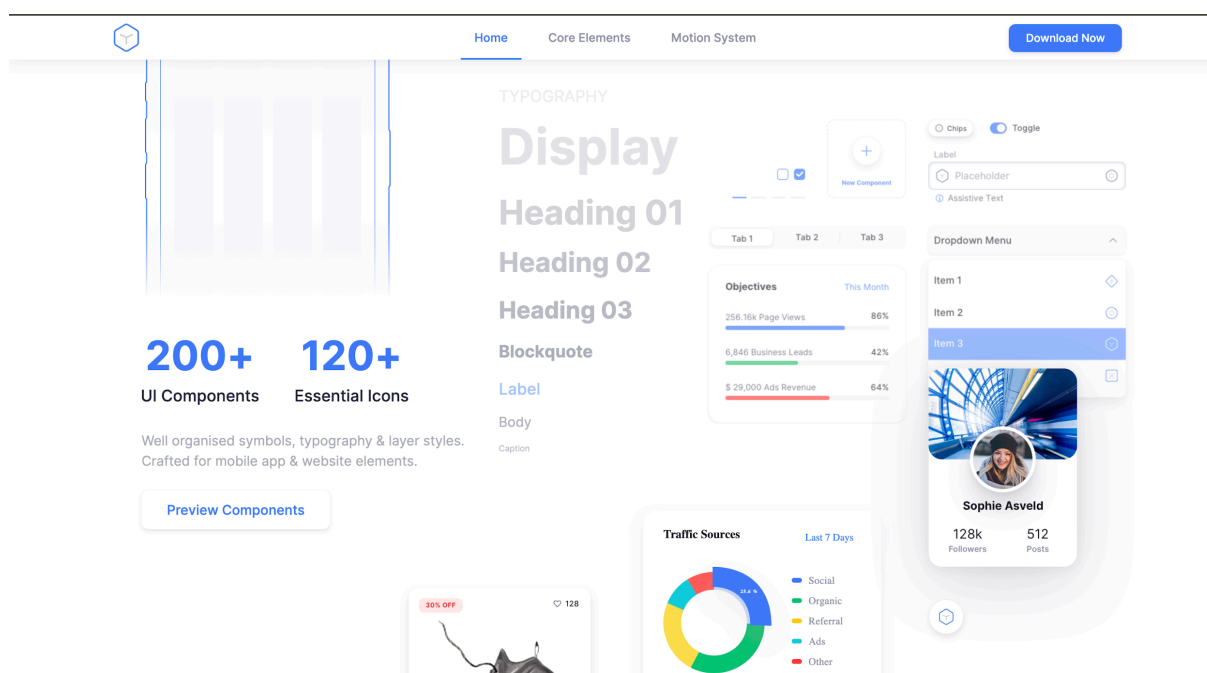 Home
Core Elements
Motion System
Download Now
TYPOGRAPHY
Display
Heading 01
Heading 02
Heading 03
Blockquote
Label
Body
Caption
200+
UI Components
120+
Essential Icons
Well organised symbols, typography & layer styles.
Crafted for mobile app & website elements.
Preview Components
New Component
Tab 1
Tab 2
Tab 3
Objectives
This Month
256.16k Page Views
86%
6,846 Business Leads
42%
$ 29,000 Ads Revenue
64%
Chips
Toggle
Label
Placeholder
Assistive Text
Dropdown Menu
Item 1
Item 2
Item 3
Sophie Asveld
128k
Followers
512
Posts
30% OFF
128
Traffic Sources
Last 7 Days
Social
Organic
Referral
Ads
Other